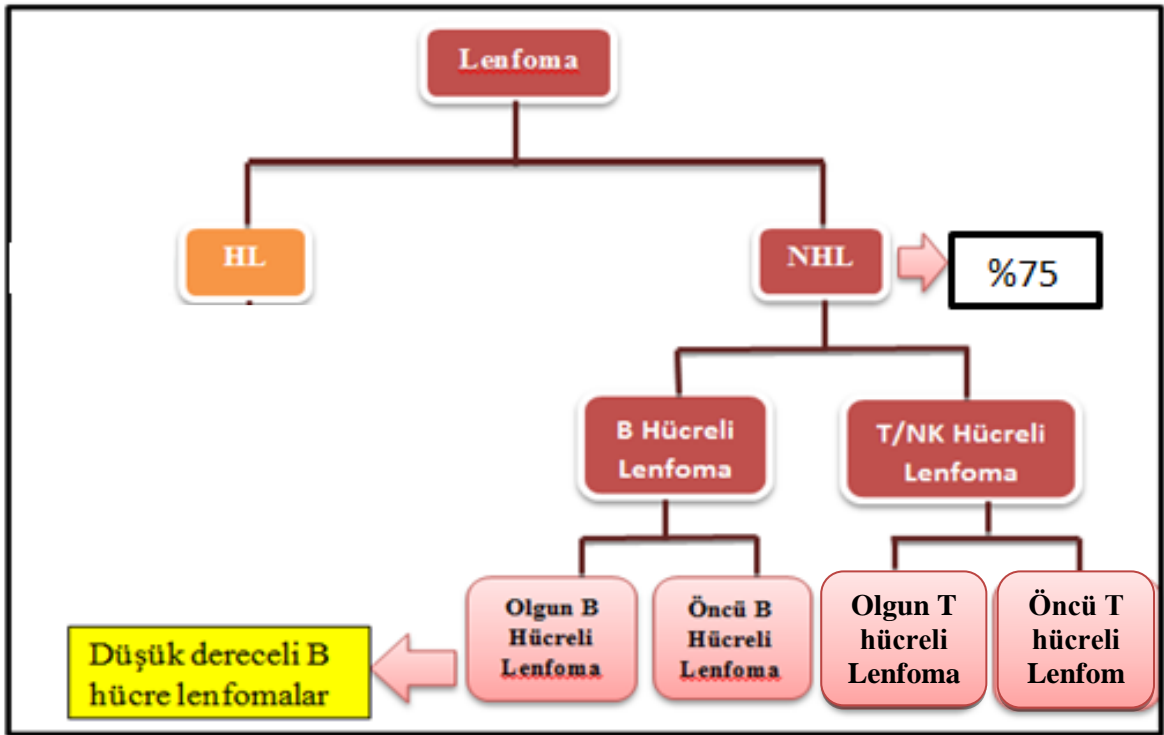 Lenfoma
HL
NHL
%75
B Hücreli
Lenfoma
T/NK Hücreli
Lenfoma
Olgun B
Hücreli
Lenfoma
Öncü B
Hücreli
Lenfoma
Olgun T
hücreli
Lenfoma
Öncü T
hücreli
Lenfom
Düşük dereceli B
hücre lenfomalar